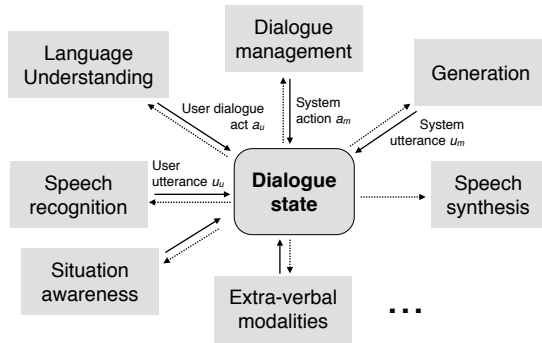 Language
Understanding
Dialogue
management
Generation
User dialogue
act aᵤ
System
action aₘ
System
utterance uₘ
User
utterance uᵤ
Speech
recognition
Dialogue
state
Speech
synthesis
Situation
awareness
Extra-verbal
modalities
...